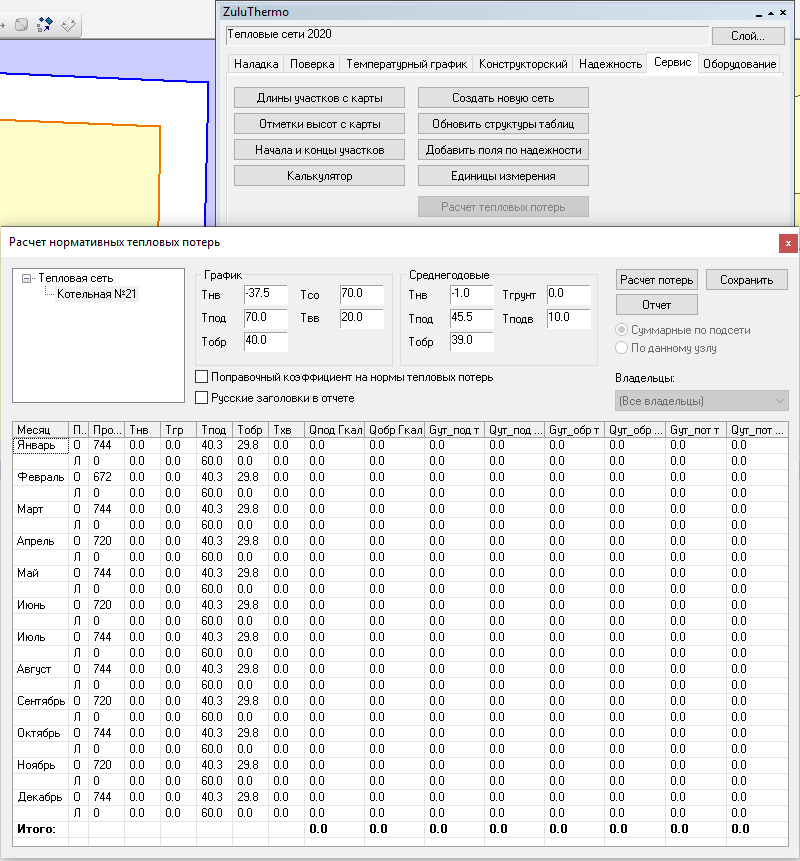 ZuluThermo
Тепловые сети 2020 Слой...
Наладка Поверка Температурный график Конструкторский Надежность Сервис Оборудование
Длины участков с карты Создать новую сеть
Отметки высот с карты Обновить структуры таблиц
Начала и концы участков Добавить поля по надежности
Калькулятор Единицы измерения
Расчет тепловых потерь
Расчет нормативных тепловых потерь
Тепловая сеть
Котельная №21
График
Тнв -37.5 Тсо 70.0
Тпод 70.0 Твв 20.0
Тобр 40.0
Среднегодовые
Тнв -1.0 Тгрунт 0.0
Тпод 45.5 Тподв 10.0
Тобр 39.0
Расчет потерь Сохранить
Отчет
Суммарные по подсети
По данному узлу
Владельцы:
(Все владельцы)
Поправочный коэффициент на нормы тепловых потерь
Русские заголовки в отчете
Месяц П.. Про... Тнв Тгр Тпод Тобр Тхв Qпод Гкал Qобр Гкал Gут_под т Qут_под ... Gут_обр т Qут_обр ... Gут_пот т Qут_пот ...
Январь О 744 0.0 0.0 40.3 29.8 0.0 0.0 0.0 0.0 0.0 0.0 0.0 0.0 0.0
Л 0 0.0 0.0 60.0 0.0 0.0 0.0 0.0 0.0 0.0 0.0 0.0 0.0 0.0
Февраль О 672 0.0 0.0 40.3 29.8 0.0 0.0 0.0 0.0 0.0 0.0 0.0 0.0 0.0
Л 0 0.0 0.0 60.0 0.0 0.0 0.0 0.0 0.0 0.0 0.0 0.0 0.0 0.0
Март О 744 0.0 0.0 40.3 29.8 0.0 0.0 0.0 0.0 0.0 0.0 0.0 0.0 0.0
Л 0 0.0 0.0 60.0 0.0 0.0 0.0 0.0 0.0 0.0 0.0 0.0 0.0 0.0
Апрель О 720 0.0 0.0 40.3 29.8 0.0 0.0 0.0 0.0 0.0 0.0 0.0 0.0 0.0
Л 0 0.0 0.0 60.0 0.0 0.0 0.0 0.0 0.0 0.0 0.0 0.0 0.0 0.0
Май О 744 0.0 0.0 40.3 29.8 0.0 0.0 0.0 0.0 0.0 0.0 0.0 0.0 0.0
Л 0 0.0 0.0 60.0 0.0 0.0 0.0 0.0 0.0 0.0 0.0 0.0 0.0 0.0
Июнь О 720 0.0 0.0 40.3 29.8 0.0 0.0 0.0 0.0 0.0 0.0 0.0 0.0 0.0
Л 0 0.0 0.0 60.0 0.0 0.0 0.0 0.0 0.0 0.0 0.0 0.0 0.0 0.0
Июль О 744 0.0 0.0 40.3 29.8 0.0 0.0 0.0 0.0 0.0 0.0 0.0 0.0 0.0
Л 0 0.0 0.0 60.0 0.0 0.0 0.0 0.0 0.0 0.0 0.0 0.0 0.0 0.0
Август О 744 0.0 0.0 40.3 29.8 0.0 0.0 0.0 0.0 0.0 0.0 0.0 0.0 0.0
Л 0 0.0 0.0 60.0 0.0 0.0 0.0 0.0 0.0 0.0 0.0 0.0 0.0 0.0
Сентябрь О 720 0.0 0.0 40.3 29.8 0.0 0.0 0.0 0.0 0.0 0.0 0.0 0.0 0.0
Л 0 0.0 0.0 60.0 0.0 0.0 0.0 0.0 0.0 0.0 0.0 0.0 0.0 0.0
Октябрь О 744 0.0 0.0 40.3 29.8 0.0 0.0 0.0 0.0 0.0 0.0 0.0 0.0 0.0
Л 0 0.0 0.0 60.0 0.0 0.0 0.0 0.0 0.0 0.0 0.0 0.0 0.0 0.0
Ноябрь О 720 0.0 0.0 40.3 29.8 0.0 0.0 0.0 0.0 0.0 0.0 0.0 0.0 0.0
Л 0 0.0 0.0 60.0 0.0 0.0 0.0 0.0 0.0 0.0 0.0 0.0 0.0 0.0
Декабрь О 744 0.0 0.0 40.3 29.8 0.0 0.0 0.0 0.0 0.0 0.0 0.0 0.0 0.0
Л 0 0.0 0.0 60.0 0.0 0.0 0.0 0.0 0.0 0.0 0.0 0.0 0.0 0.0
Итого: 0.0 0.0 0.0 0.0 0.0 0.0 0.0 0.0